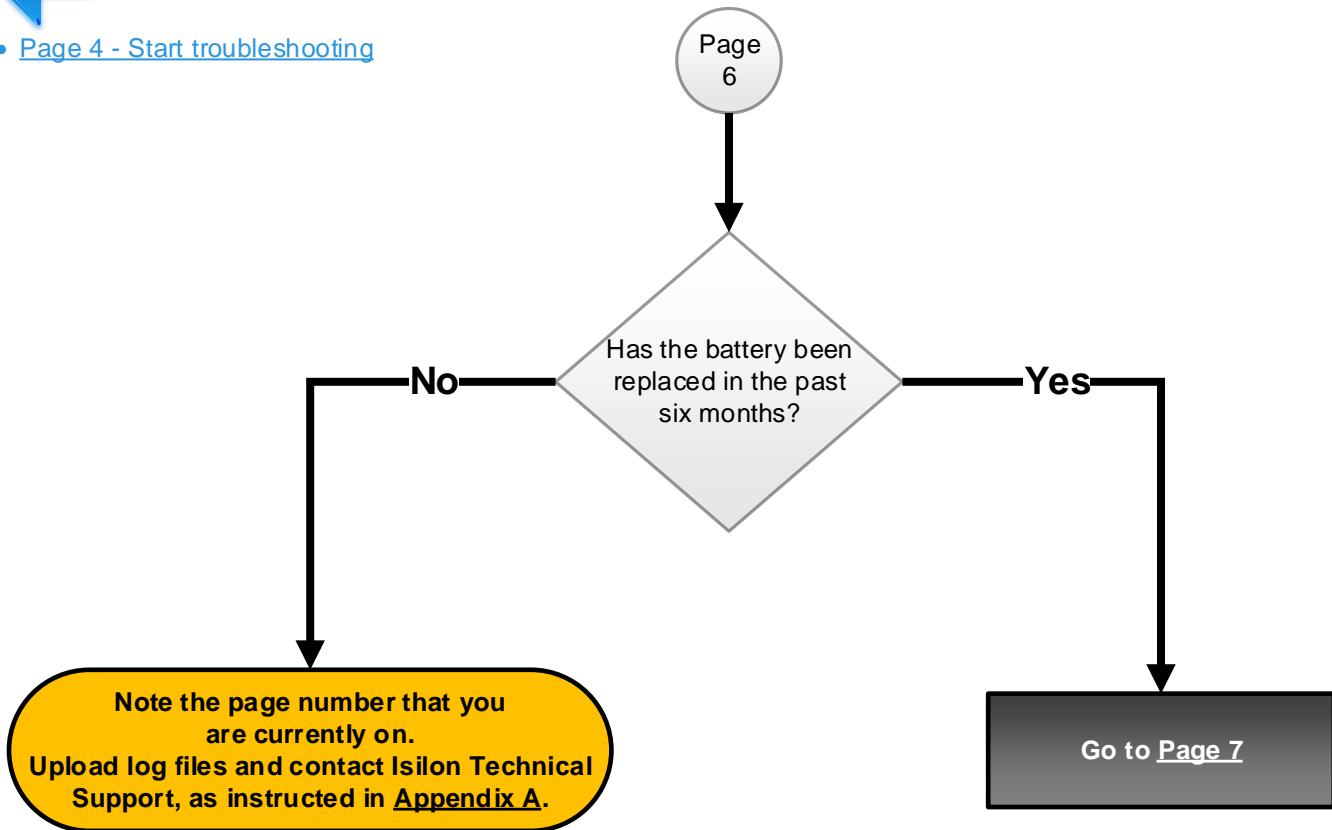 • Page 4 - Start troubleshooting
Page
6
Has the battery been
replaced in the past
six months?
No
Yes
Note the page number that you
are currently on.
Upload log files and contact Isilon Technical
Support, as instructed in Appendix A.
Go to Page 7